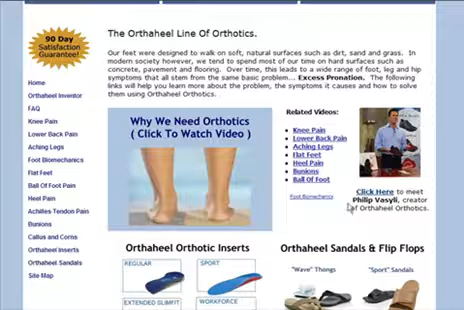 90 Day
Satisfaction
Guarantee!
Home
Orthaheel Inventor
FAQ
Knee Pain
Lower Back Pain
Aching Legs
Foot Biomechanics
Flat Feet
Ball Of Foot Pain
Heel Pain
Achilles Tendon Pain
Bunions
Callus and Corns
Orthaheel Inserts
Orthaheel Sandals
Site Map
The Orthaheel Line Of Orthotics.
Our feet were designed to walk on soft, natural surfaces such as dirt, sand and grass. In
modern society however, we tend to spend most of our time on hard surfaces such as
concrete, pavement and flooring. Over time, this leads to a wide range of foot, leg and hip
symptoms that all stem from the same basic problem... Excess Pronation. The following
links will help you learn more about the problem, the symptoms it causes and how to solve
them using Orthaheel Orthotics.
Why We Need Orthotics
( Click To Watch Video )
Related Videos:
Knee Pain
Lower Back Pain
Aching Legs
Flat Feet
Heel Pain
Bunions
Ball Of Foot
Foot Biomechanics
Click Here to meet
Philip Vasyli, creator
of Orthaheel Orthotics.
Orthaheel Orthotic Inserts
REGULAR
SPORT
EXTENDED SLIMFIT
WORKFORCE
Orthaheel Sandals & Flip Flops
"Wave" Thongs
"Sport" Sandals